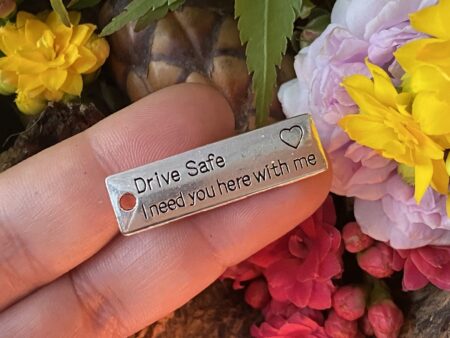 Drive Safe
I need you here with me